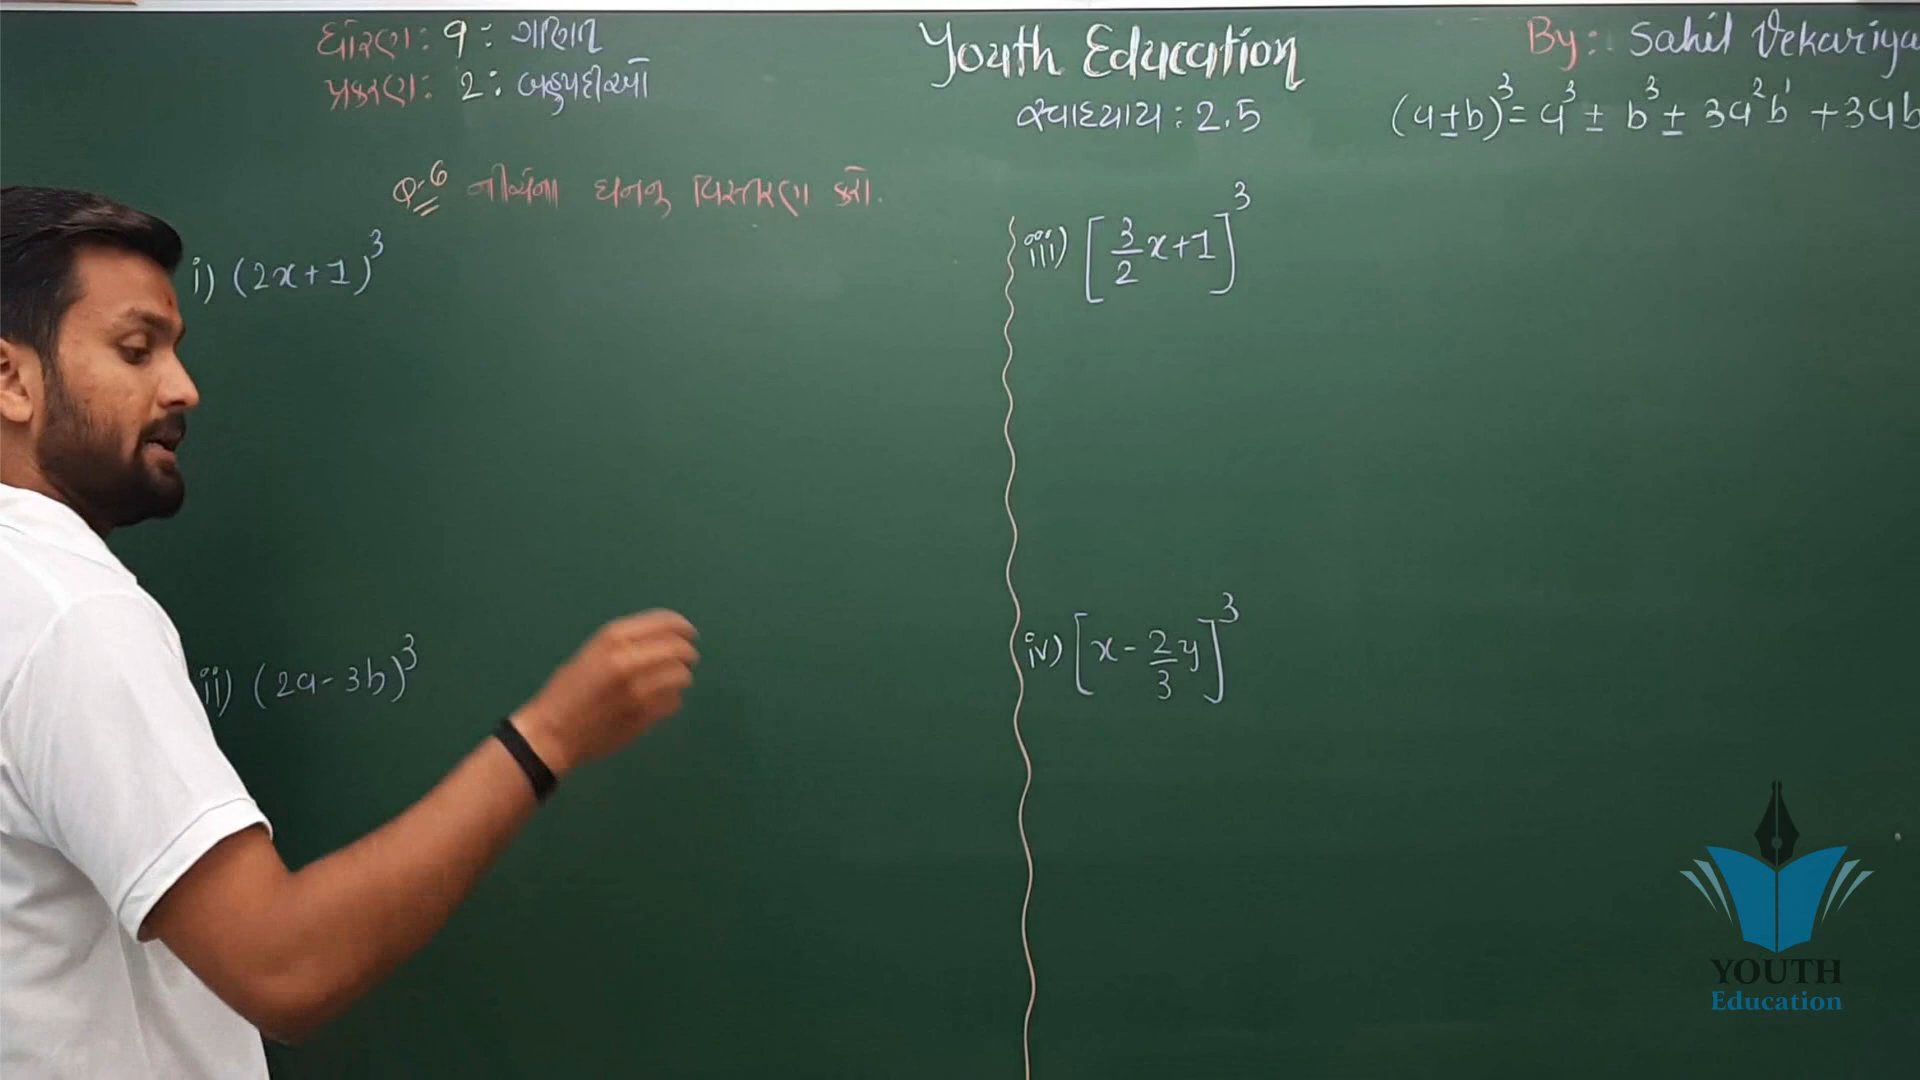 ધોરણ: 9: ગણિત
પ્રકરણ: 2: બહુપદીઓ
Youth Education
સ્વાધ્યાય: 2.5
By: Sahil Vekariya
(a±b)³= a³ ± b³ ± 3a²b¹ +3ab
Q-6 નીચેના ઘનનું વિસ્તરણ કરો.
i) (2x+1)³
ii) (2a-3b)³
iii) [3/2 x+1]³
iv) [x-2/3 y]³
YOUTH
Education